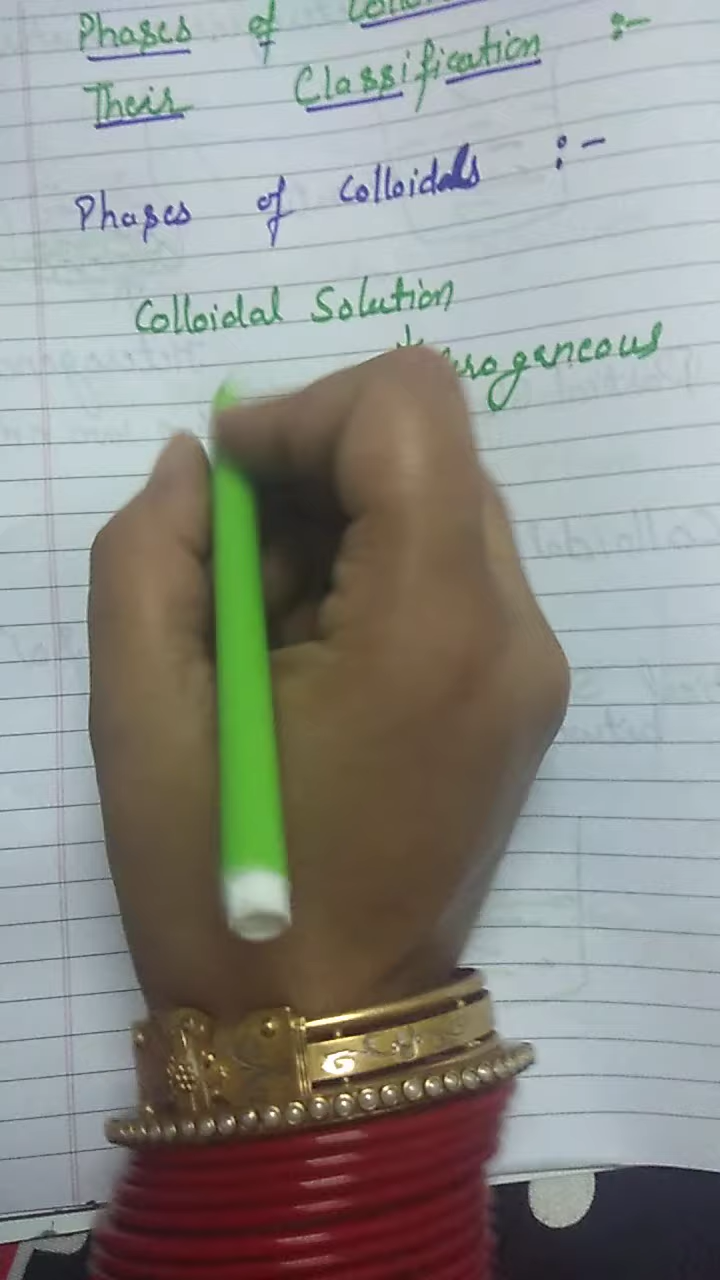 Phases of
Their Classification :-
Phases of Colloidals :-
Colloidal Solution